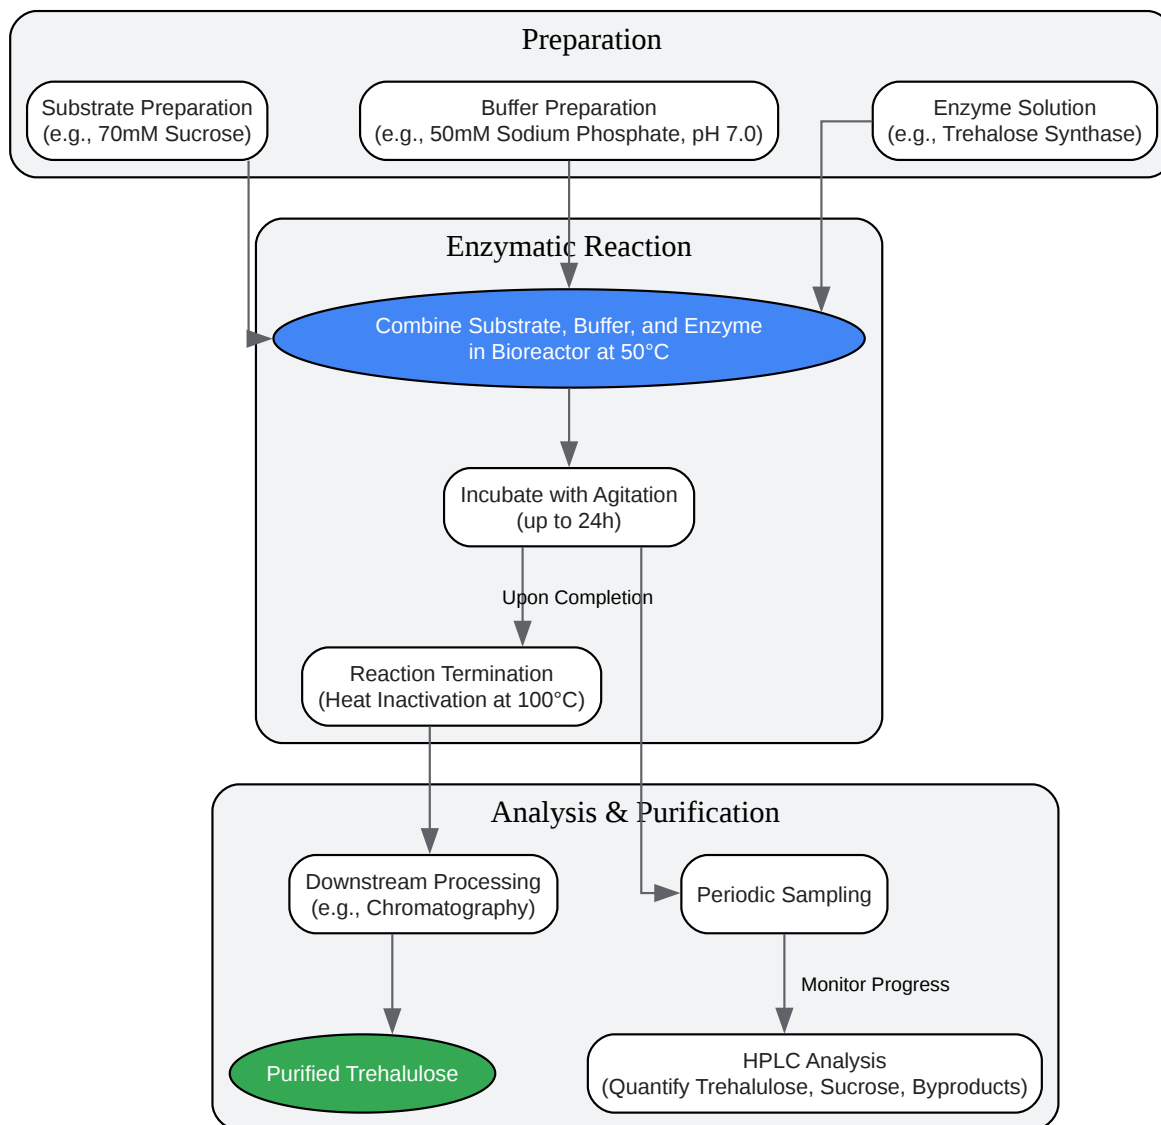 Preparation
Substrate Preparation
(e.g., 70mM Sucrose)
Buffer Preparation
(e.g., 50mM Sodium Phosphate, pH 7.0)
Enzyme Solution
(e.g., Trehalose Synthase)
Enzymatic Reaction
Combine Substrate, Buffer, and Enzyme
in Bioreactor at 50°C
Incubate with Agitation
(up to 24h)
Upon Completion
Reaction Termination
(Heat Inactivation at 100°C)
Analysis & Purification
Downstream Processing
(e.g., Chromatography)
Periodic Sampling
Monitor Progress
Purified Trehalulose
HPLC Analysis
(Quantify Trehalulose, Sucrose, Byproducts)